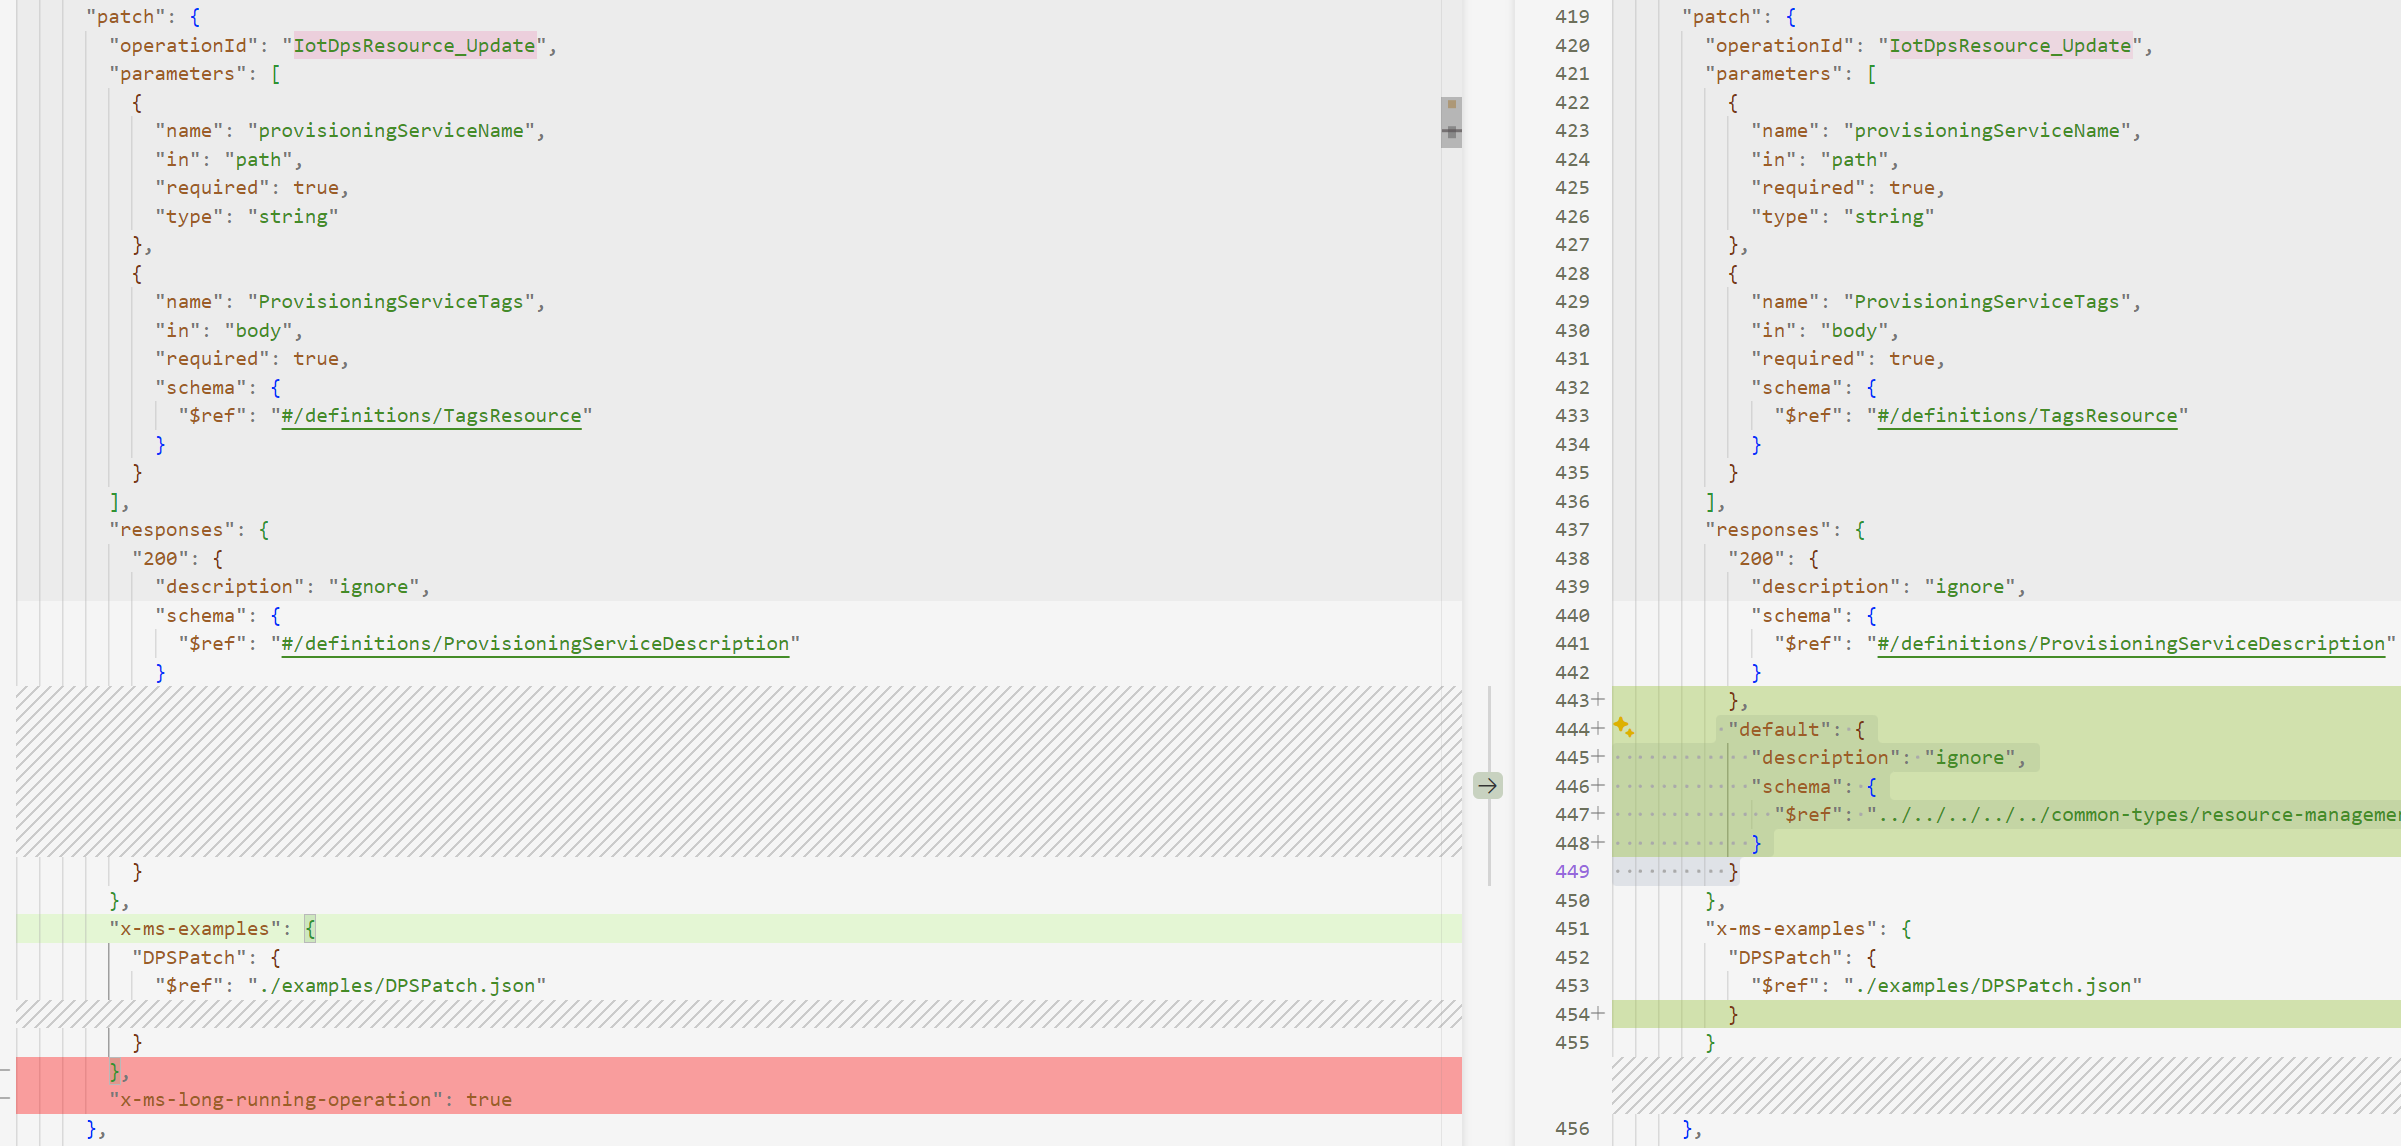 "patch": {
"operationId": "IotDpsResource_Update",
"parameters": [
{
"name": "provisioningServiceName",
"in": "path",
"required": true,
"type": "string"
},
{
"name": "ProvisioningServiceTags",
"in": "body",
"required": true,
"schema": {
"$ref": "#/definitions/TagsResource"
}
}
],
"responses": {
"200": {
"description": "ignore",
"schema": {
"$ref": "#/definitions/ProvisioningServiceDescription"
}
}
},
"x-ms-examples": {
"DPSPatch": {
"$ref": "./examples/DPSPatch.json"
}
},
"x-ms-long-running-operation": true
},
419 "patch": {
420 "operationId": "IotDpsResource_Update",
421 "parameters": [
422 {
423 "name": "provisioningServiceName",
424 "in": "path",
425 "required": true,
426 "type": "string"
427 },
428 {
429 "name": "ProvisioningServiceTags",
430 "in": "body",
431 "required": true,
432 "schema": {
433 "$ref": "#/definitions/TagsResource"
434 }
435 }
436 ],
437 "responses": {
438 "200": {
439 "description": "ignore",
440 "schema": {
441 "$ref": "#/definitions/ProvisioningServiceDescription"
442 }
443+ },
444+ "default": {
445+ "description": "ignore",
446+ "schema": {
447+ "$ref": "../../../../../common-types/resource-managemen
448+ }
449 }
450 },
451 "x-ms-examples": {
452 "DPSPatch": {
453 "$ref": "./examples/DPSPatch.json"
454+ }
455 }
456 },